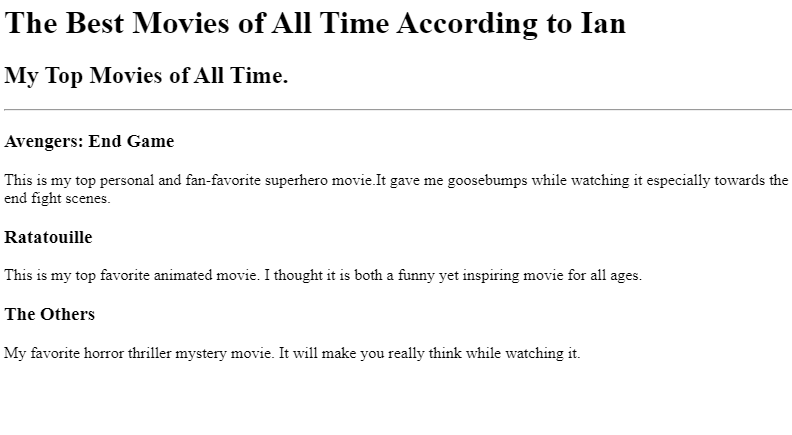 The Best Movies of All Time According to Ian
My Top Movies of All Time.
Avengers: End Game
This is my top personal and fan-favorite superhero movie.It gave me goosebumps while watching it especially towards the
end fight scenes.
Ratatouille
This is my top favorite animated movie. I thought it is both a funny yet inspiring movie for all ages.
The Others
My favorite horror thriller mystery movie. It will make you really think while watching it.